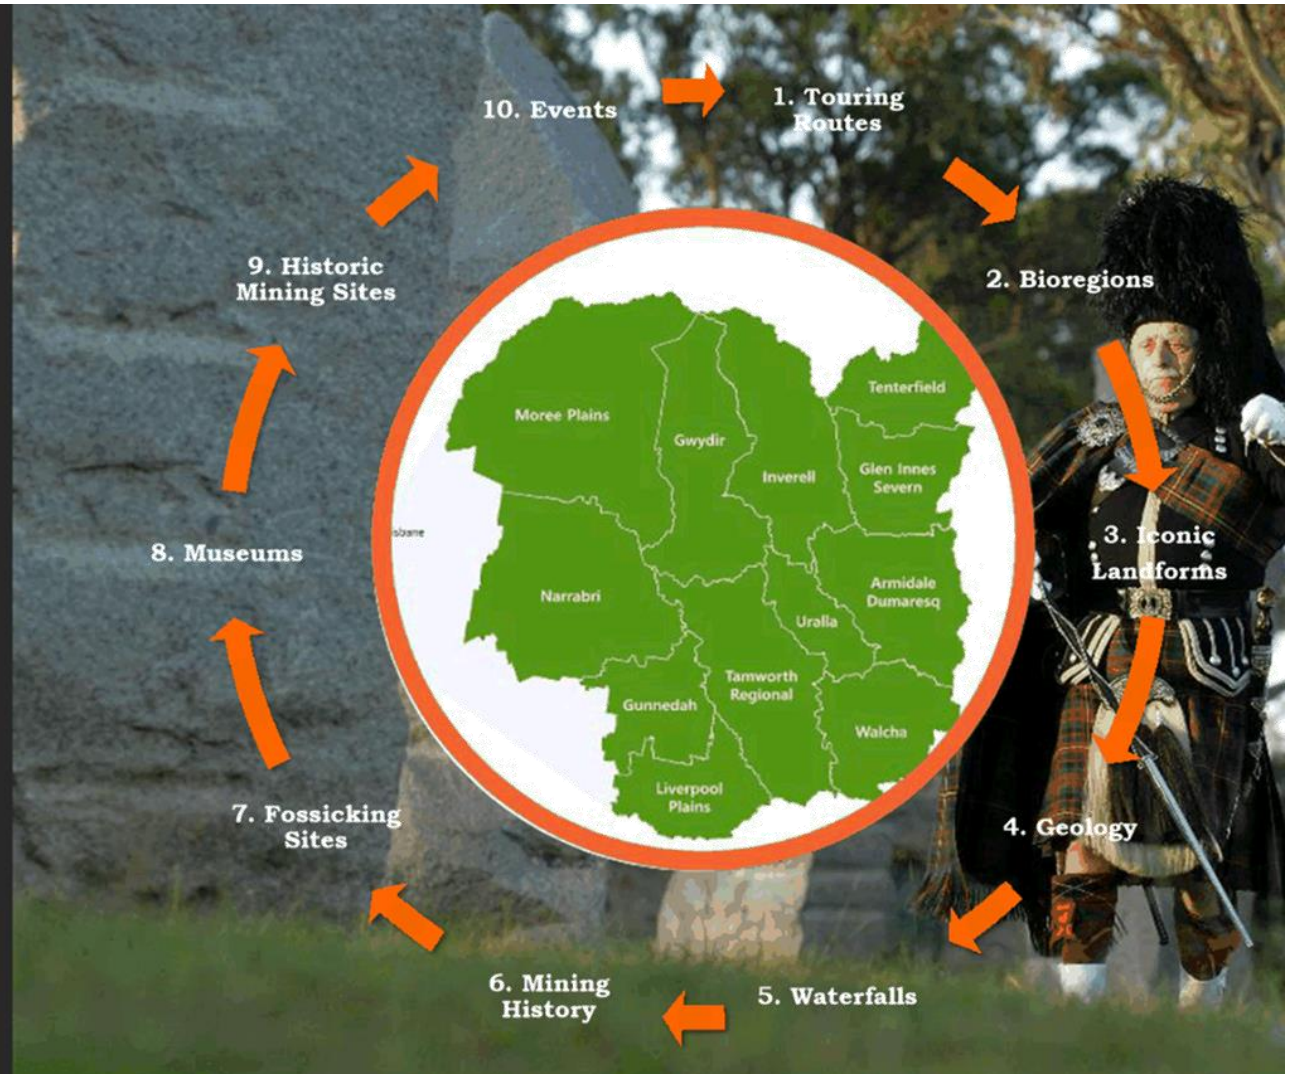 10. Events
1. Touring
Routes
2. Bioregions
3. Iconic
Landforms
4. Geology
5. Waterfalls
6. Mining
History
7. Fossicking
Sites
8. Museums
9. Historic
Mining Sites
Moree Plains
Gwydir
Inverell
Tenterfield
Glen Innes
Severn
isbane
Narrabri
Armidale
Dumaresq
Uralla
Tamworth
Regional
Gunnedah
Walcha
Liverpool
Plains